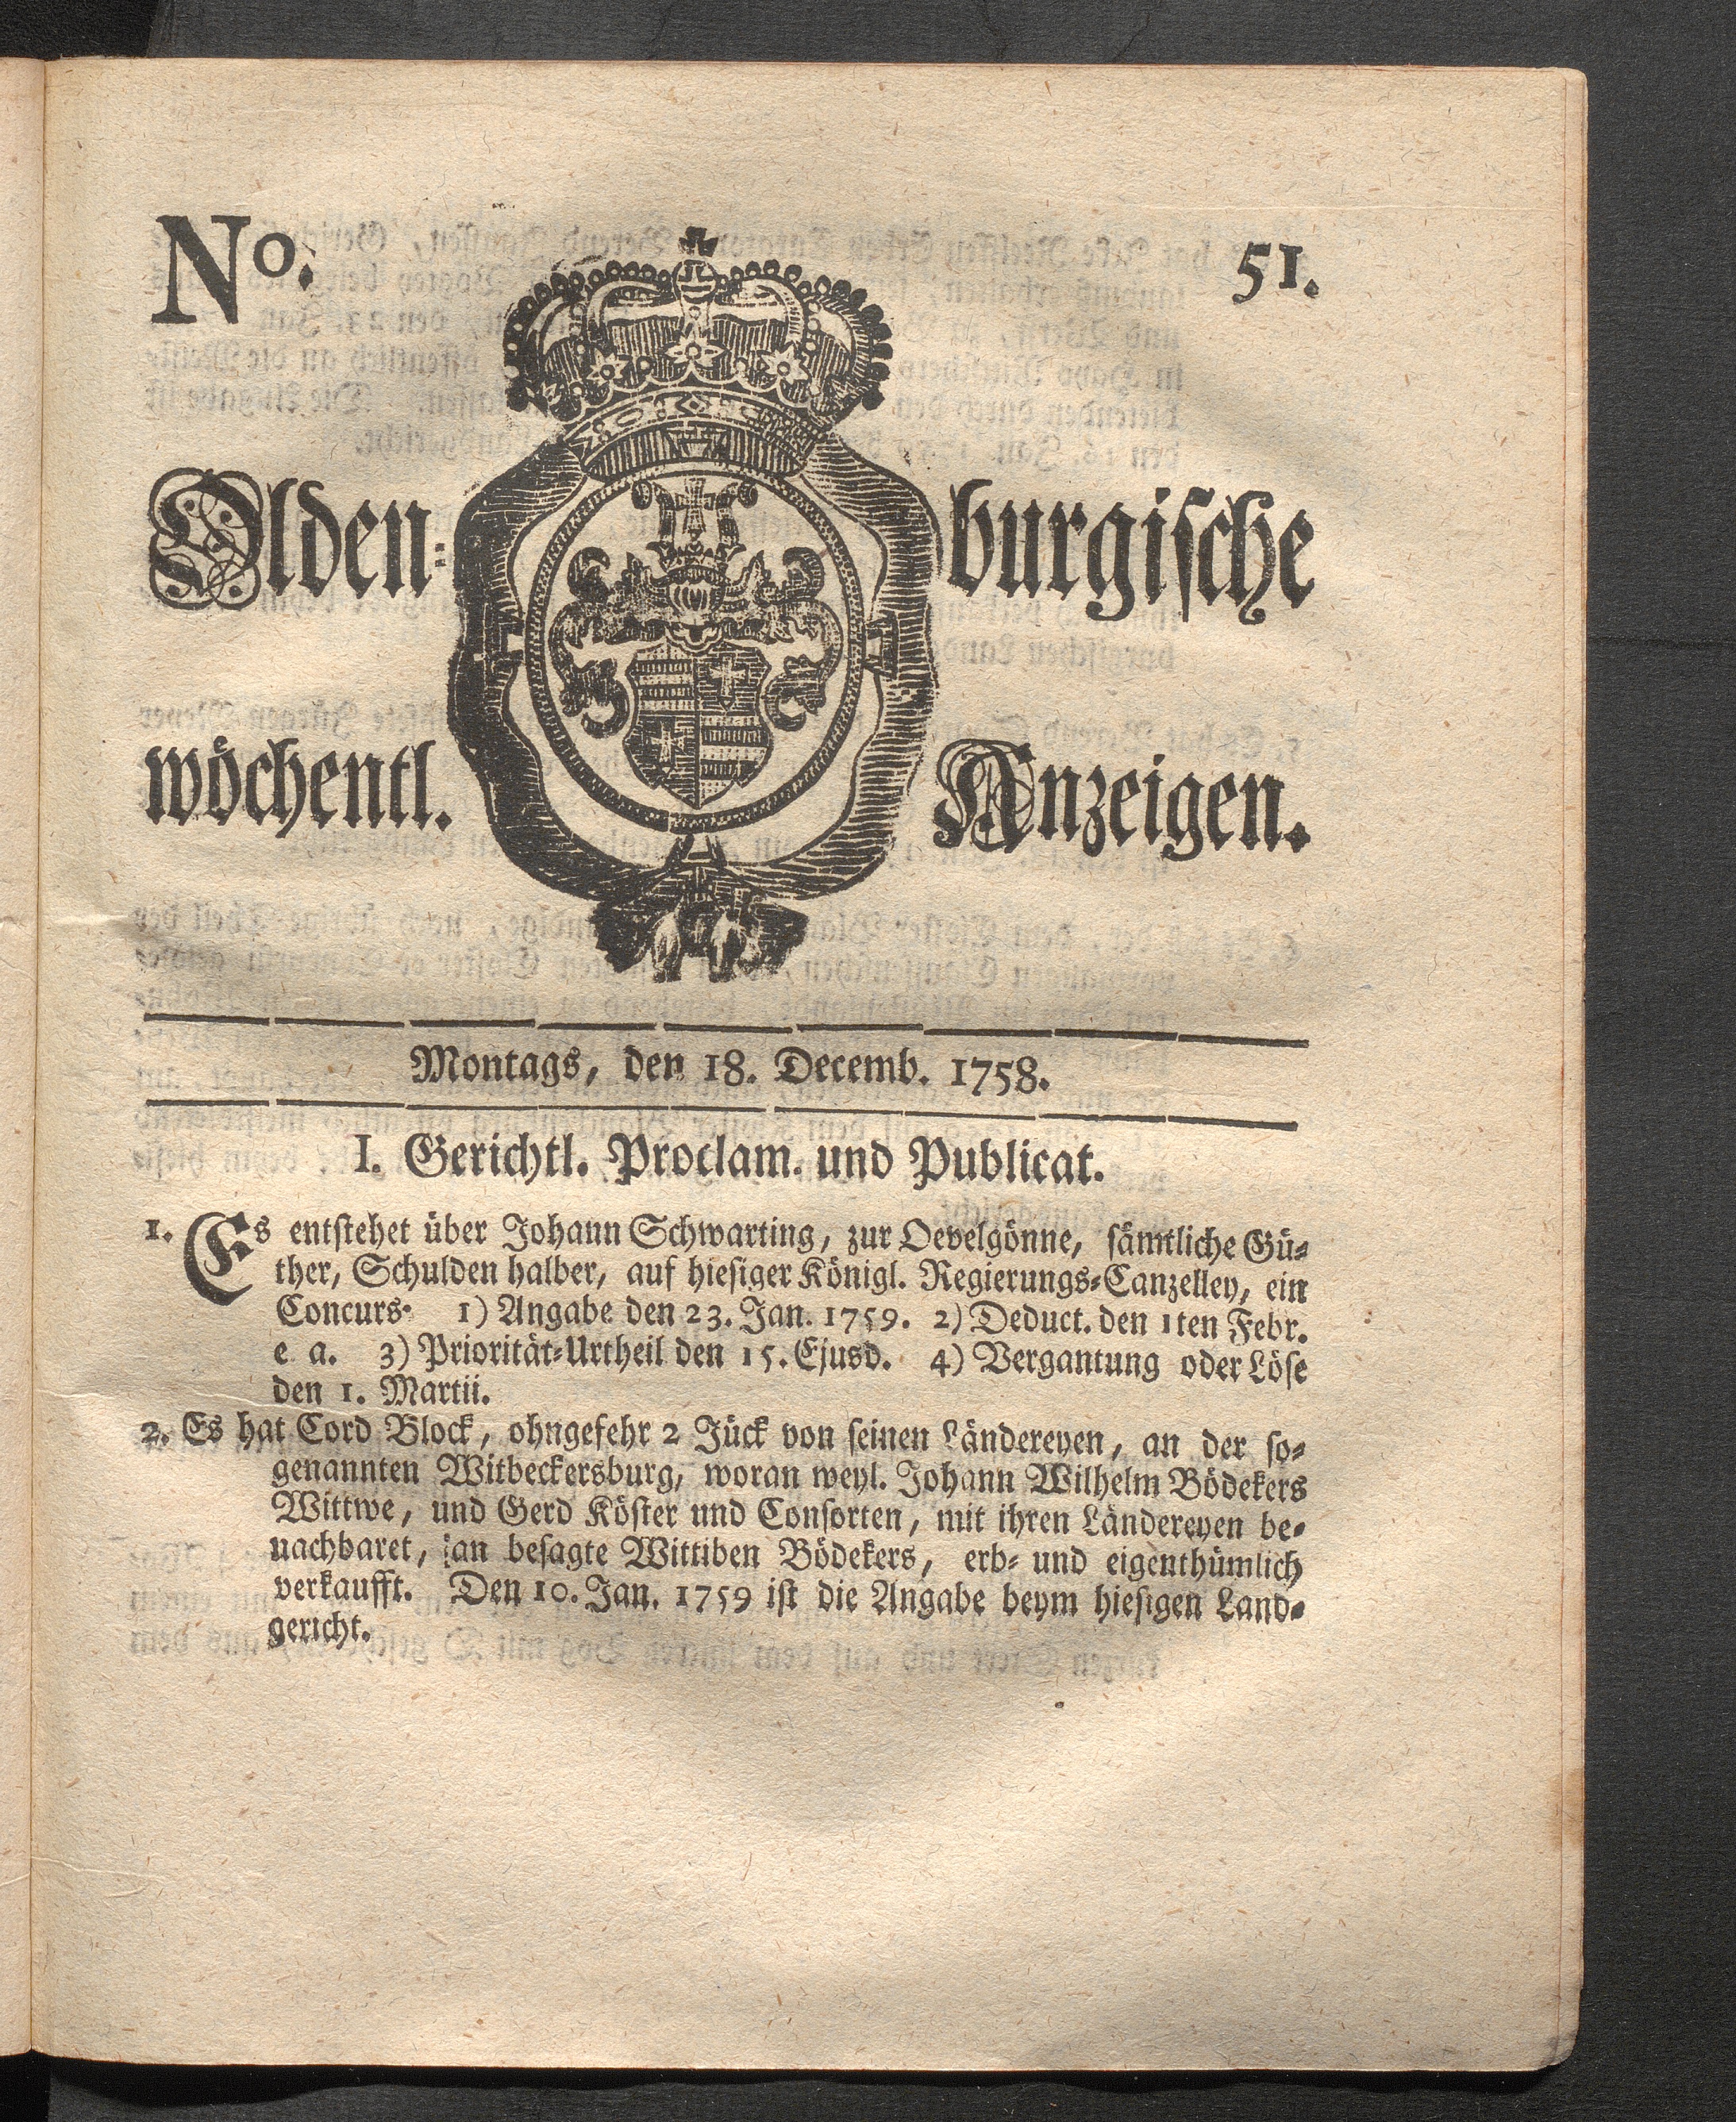 No. 51.
Olden= burgische
wöchentl. Anzeigen.
Montags, den 18. Decemb. 1758.
I. Gerichtl. Proclam. und Publicat.
1. Es entstehet über Johann Schwarting, zur Oevelgönne, sämtliche Gü=
ther, Schulden halber, auf hiesiger Königl. Regierungs=Canzelley, ein
Concurs. 1) Angabe den 23. Jan. 1759. 2) Deduct. den 1ten Febr.
e a. 3) Priorität=Urtheil den 15. Ejusd. 4) Vergantung oder Löse
den 1. Martii.
2. Es hat Cord Block, ohngefehr 2 Jück von seinen Ländereyen, an der so=
genannten Witbeckersburg, woran weyl. Johann Wilhelm Bödekers
Wittwe, und Gerd Köster und Consorten, mit ihren Ländereyen be=
nachbaret, an besagte Wittiben Bödekers, erb= und eigenthümlich
verkaufft. Den 10. Jan. 1759 ist die Angabe beym hiesigen Land=
gericht.